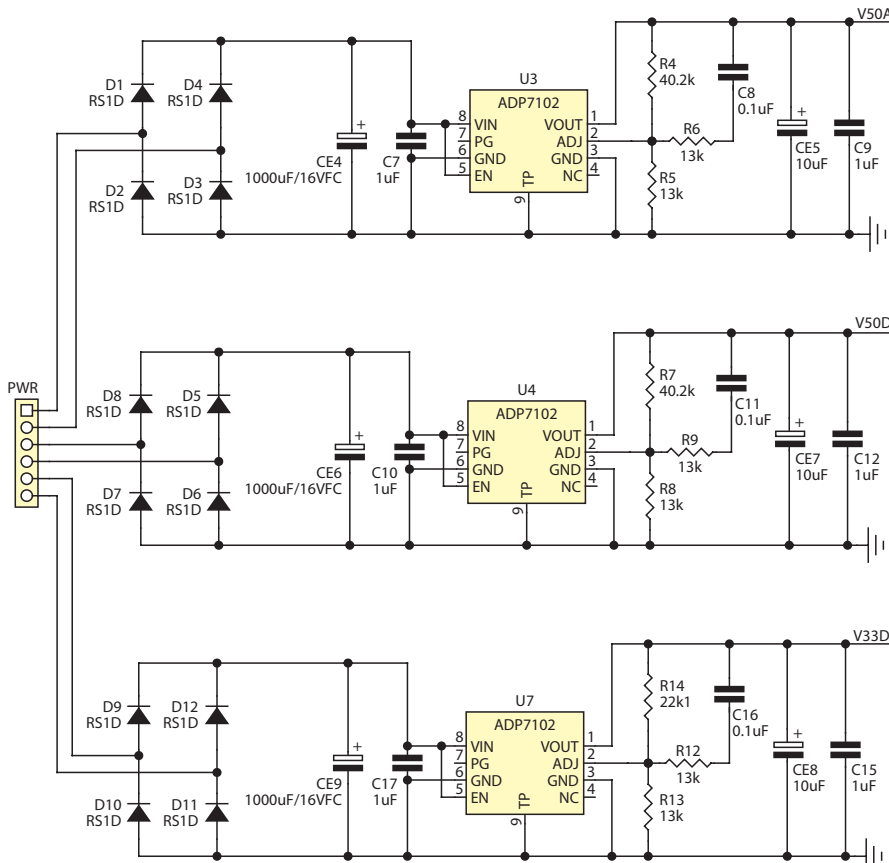 V50A
D1
RS1D
D4
RS1D
D2
RS1D
D3
RS1D
+
CE4
1000uF/16VFC
C7
1uF
U3
ADP7102
8 VIN VOUT 1
7 PG ADJ 2
6 GND GND 3
5 EN NC 4
TP
9
R4
40.2k
C8
0.1uF
R6
13k
R5
13k
+
CE5
10uF
C9
1uF
V50D
PWR
D8
RS1D
D5
RS1D
D7
RS1D
D6
RS1D
+
CE6
1000uF/16VFC
C10
1uF
U4
ADP7102
8 VIN VOUT 1
7 PG ADJ 2
6 GND GND 3
5 EN NC 4
TP
9
R7
40.2k
C11
0.1uF
R9
13k
R8
13k
+
CE7
10uF
C12
1uF
V33D
D9
RS1D
D12
RS1D
D10
RS1D
D11
RS1D
+
CE9
1000uF/16VFC
C17
1uF
U7
ADP7102
8 VIN VOUT 1
7 PG ADJ 2
6 GND GND 3
5 EN NC 4
TP
9
R14
22k1
C16
0.1uF
R12
13k
R13
13k
+
CE8
10uF
C15
1uF